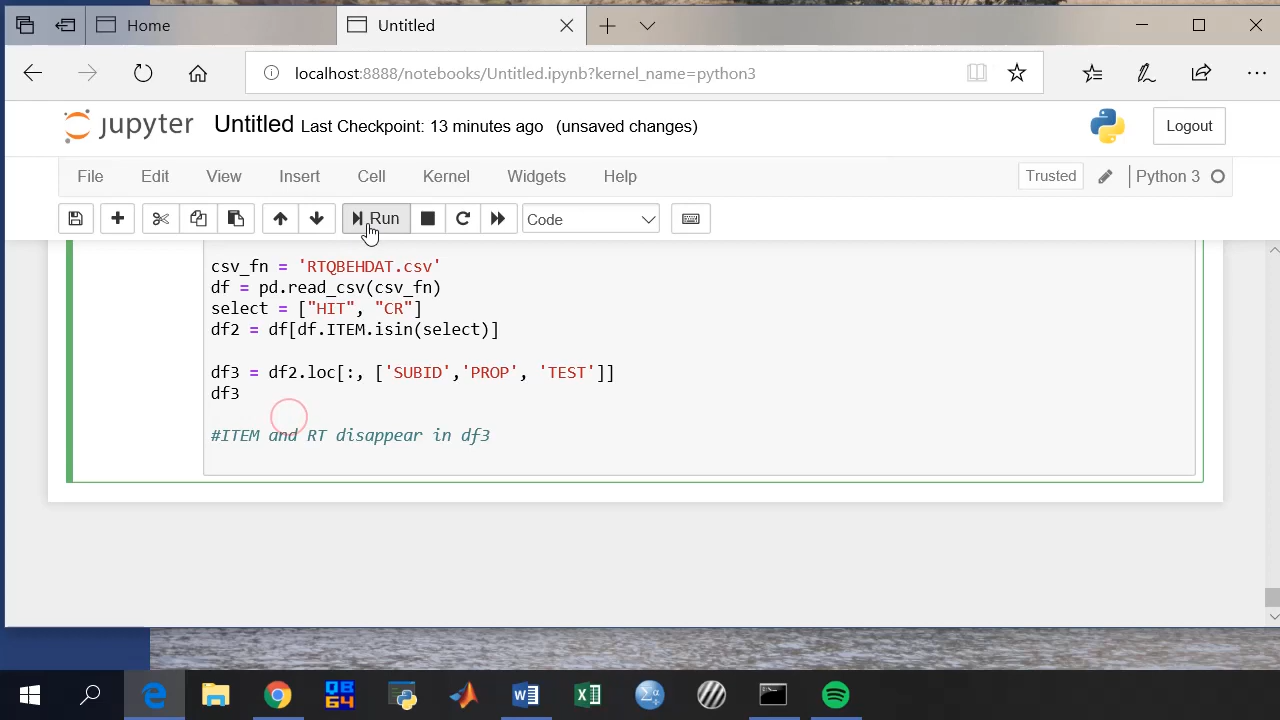 Home
Untitled
localhost:8888/notebooks/Untitled.ipynb?kernel_name=python3
jupyter Untitled Last Checkpoint: 13 minutes ago (unsaved changes)
Logout
File Edit View Insert Cell Kernel Widgets Help Trusted Python 3
Run Code
csv_fn = 'RTQBEHDAT.csv'
df = pd.read_csv(csv_fn)
select = ["HIT", "CR"]
df2 = df[df.ITEM.isin(select)]
df3 = df2.loc[:, ['SUBID','PROP', 'TEST']]
df3
#ITEM and RT disappear in df3
QB
64